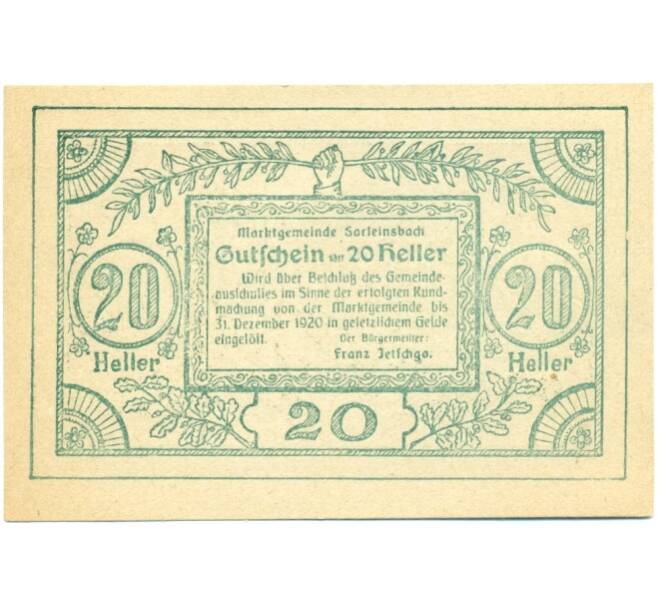 Marktgemeinde Sarleinsbach
Gutschein über 20 Heller
20
Heller
Wird über Beschluß des Gemeinde-
ausschusses im Sinne der erfolgten Kund-
machung von der Marktgemeinde bis
31. Dezember 1920 in gesetzlichem Gelde
eingelöst.
Der Bürgermeister:
Franz Jetschgo.
20
Heller
20